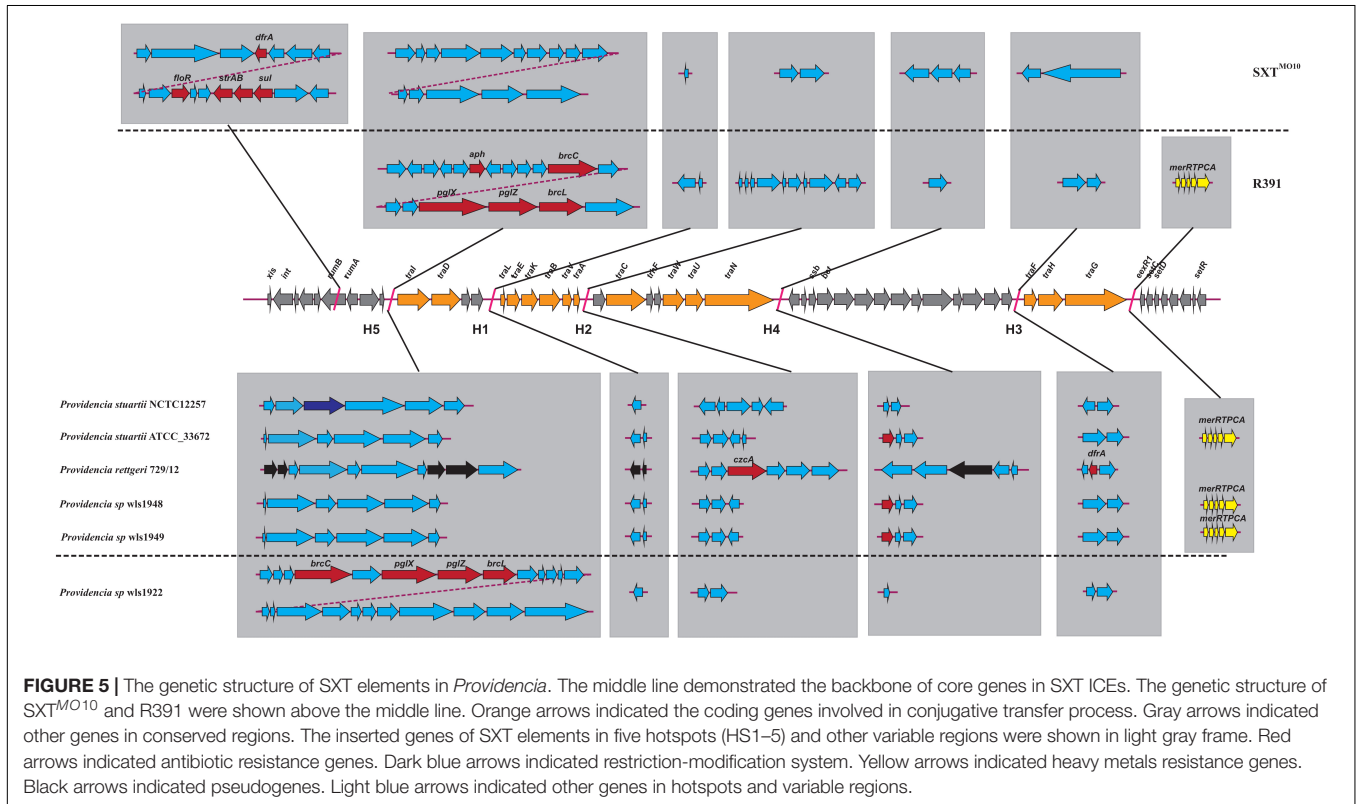 dfrA
floR strAB sul
SXT^MO10
aph brcC
merRTPCA
R391
pglX pglZ brcL
xis int rumB rumA traI traD traL traE traK traB traV traA traC trsF traW traU traN ssb bet traF traH traG eexR1 setC setD setR
H5 H1 H2 H4 H3
Providencia stuartii NCTC12257
Providencia stuartii ATCC_33672
merRTPCA
Providencia rettgeri 729/12
czcA
dfrA
Providencia sp wls1948
merRTPCA
Providencia sp wls1949
merRTPCA
brcC pglX pglZ brcL
Providencia sp wls1922
FIGURE 5 | The genetic structure of SXT elements in Providencia. The middle line demonstrated the backbone of core genes in SXT ICEs. The genetic structure of
SXT^MO10 and R391 were shown above the middle line. Orange arrows indicated the coding genes involved in conjugative transfer process. Gray arrows indicated
other genes in conserved regions. The inserted genes of SXT elements in five hotspots (HS1–5) and other variable regions were shown in light gray frame. Red
arrows indicated antibiotic resistance genes. Dark blue arrows indicated restriction-modification system. Yellow arrows indicated heavy metals resistance genes.
Black arrows indicated pseudogenes. Light blue arrows indicated other genes in hotspots and variable regions.